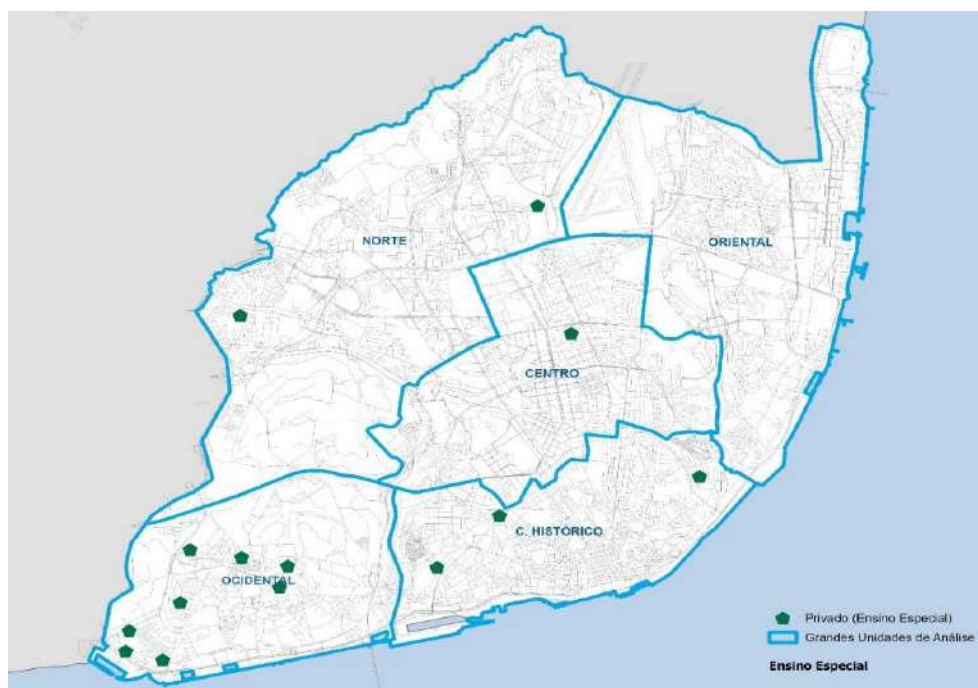 NORTE
ORIENTAL
CENTRO
C. HISTÓRICO
OCIDENTAL
Privado (Ensino Especial)
Grandes Unidades de Análise
Ensino Especial